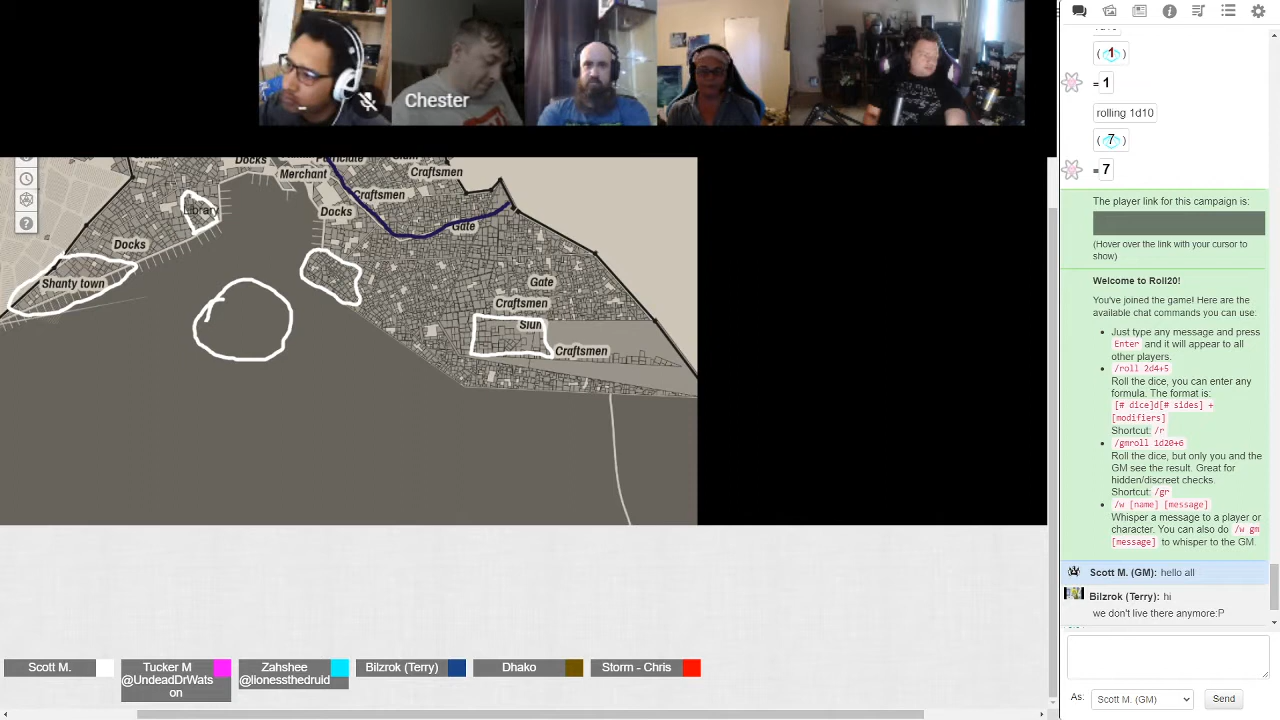 Chester
Docks
Merchant
Craftsmen
Craftsmen
Library
Docks
Gate
Docks
Shanty town
Gate
Craftsmen
Slum
Craftsmen
Scott M.
Tucker M
@UndeadDrWats
on
Zahshee
@lionessthedruid
Bilzrok (Terry)
Dhako
Storm - Chris
(1)
= 1
rolling 1d10
(7)
= 7
The player link for this campaign is:
(Hover over the link with your cursor to
show)
Welcome to Roll20!
You've joined the game! Here are the
available chat commands you can use:
• Just type any message and press
Enter and it will appear to all
other players.
• /roll 2d4+5
Roll the dice, you can enter any
formula. The format is:
[# dice]d[# sides] +
[modifiers]
Shortcut: /r
• /gmroll 1d20+6
Roll the dice, but only you and the
GM see the result. Great for
hidden/discreet checks.
Shortcut: /gr
• /w [name] [message]
Whisper a message to a player or
character. You can also do /w gm
[message] to whisper to the GM.
Scott M. (GM): hello all
Bilzrok (Terry): hi
we don't live there anymore:P
As:
Scott M. (GM)
Send